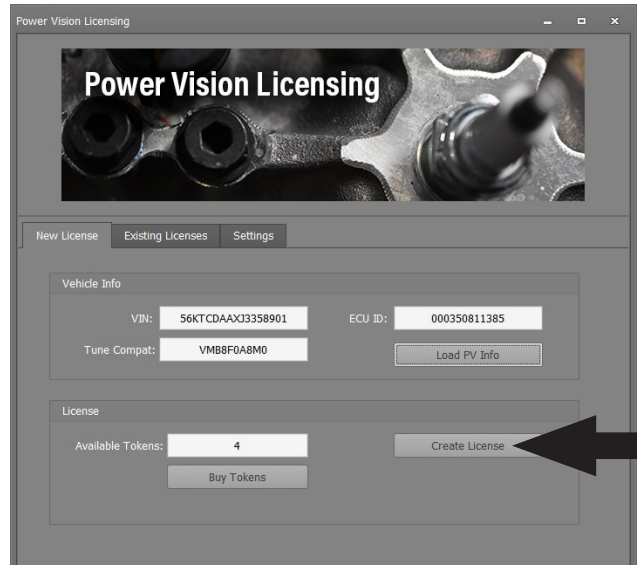 Power Vision Licensing
Power Vision Licensing
New License Existing Licenses Settings
Vehicle Info
VIN: 56KTCDAAXJ3358901 ECU ID: 000350811385
Tune Compat: VMB8F0A8M0 Load PV Info
License
Available Tokens: 4 Create License
Buy Tokens